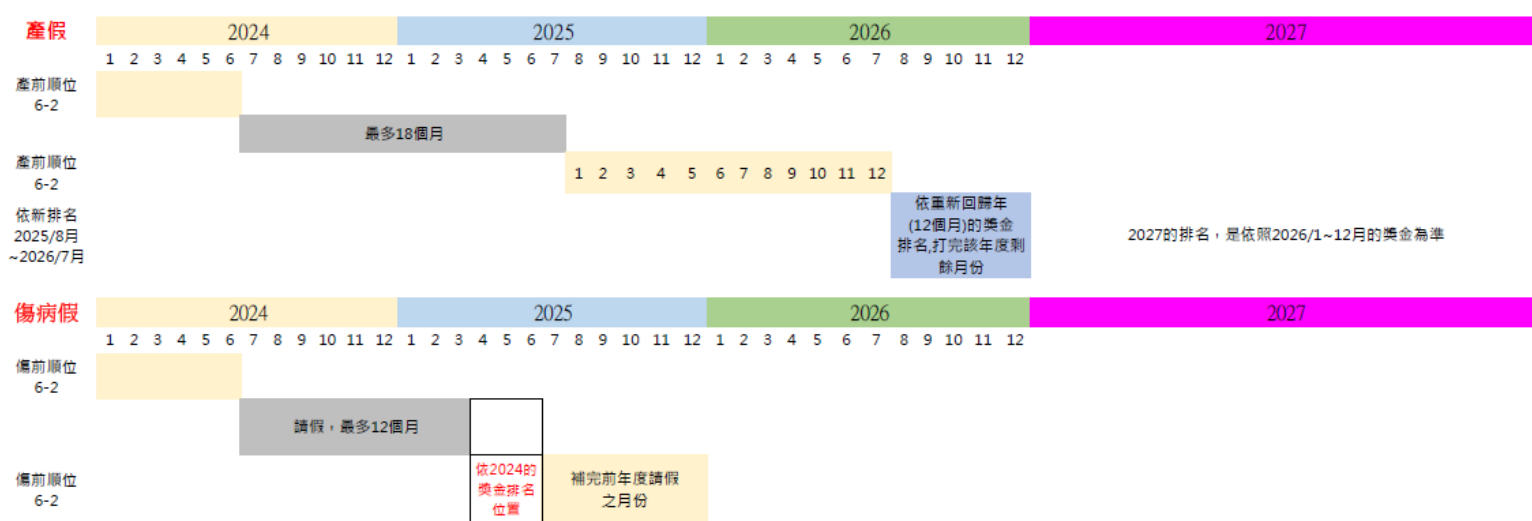 產假 2024 2025 2026 2027
1 2 3 4 5 6 7 8 9 10 11 12 1 2 3 4 5 6 7 8 9 10 11 12 1 2 3 4 5 6 7 8 9 10 11 12
產前順位
6-2
最多18個月
產前順位
6-2
1 2 3 4 5 6 7 8 9 10 11 12
依新排名
2025/8月
~2026/7月
依重新回歸年
(12個月)的獎金
排名,打完該年度剩
餘月份
2027的排名,是依照2026/1~12月的獎金為準
傷病假 2024 2025 2026 2027
1 2 3 4 5 6 7 8 9 10 11 12 1 2 3 4 5 6 7 8 9 10 11 12 1 2 3 4 5 6 7 8 9 10 11 12
傷前順位
6-2
請假,最多12個月
傷前順位
6-2
依2024的
獎金排名
位置
補完前年度請假
之月份